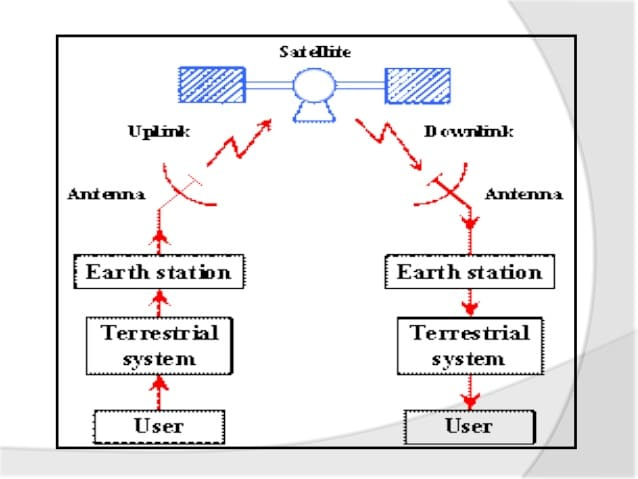 Satellite
Uplink
Downlink
Antenna
Antenna
Earth station
Earth station
Terrestrial
system
Terrestrial
system
User
User